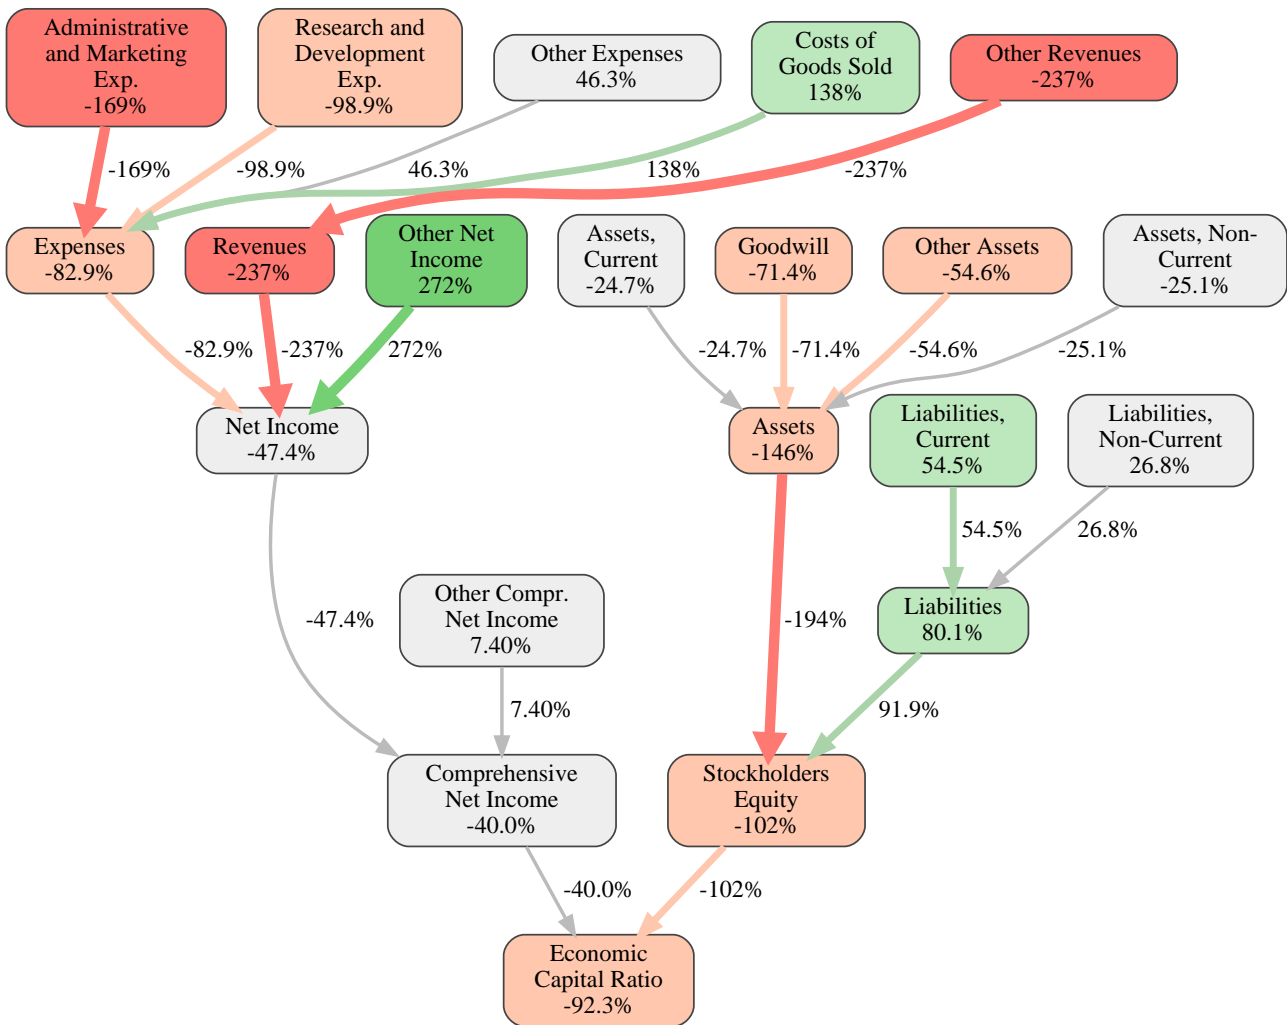 Administrative
and Marketing
Exp.
-169%
Research and
Development
Exp.
-98.9%
Other Expenses
46.3%
Costs of
Goods Sold
138%
Other Revenues
-237%
-169%
-98.9%
46.3%
138%
-237%
Expenses
-82.9%
Revenues
-237%
Other Net
Income
272%
Assets,
Current
-24.7%
Goodwill
-71.4%
Other Assets
-54.6%
Assets, Non-
Current
-25.1%
-82.9%
-237%
272%
-24.7%
-71.4%
-54.6%
-25.1%
Net Income
-47.4%
Assets
-146%
Liabilities,
Current
54.5%
Liabilities,
Non-Current
26.8%
54.5%
26.8%
Other Compr.
Net Income
7.40%
-47.4%
-194%
Liabilities
80.1%
7.40%
91.9%
Comprehensive
Net Income
-40.0%
Stockholders
Equity
-102%
-40.0%
-102%
Economic
Capital Ratio
-92.3%